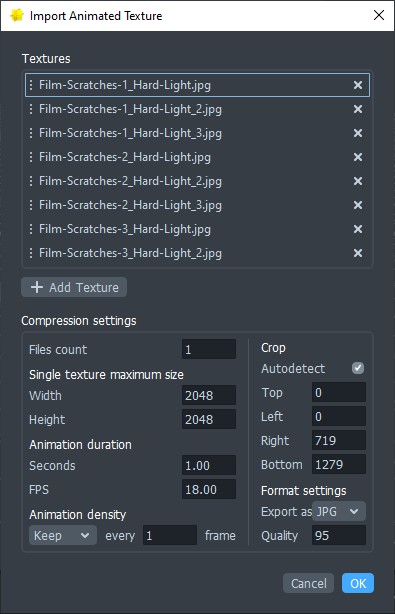 Import Animated Texture
Textures
Film-Scratches-1_Hard-Light.jpg
Film-Scratches-1_Hard-Light_2.jpg
Film-Scratches-1_Hard-Light_3.jpg
Film-Scratches-2_Hard-Light.jpg
Film-Scratches-2_Hard-Light_2.jpg
Film-Scratches-2_Hard-Light_3.jpg
Film-Scratches-3_Hard-Light.jpg
Film-Scratches-3_Hard-Light_2.jpg
Add Texture
Compression settings
Files count 1
Single texture maximum size
Width 2048
Height 2048
Animation duration
Seconds 1.00
FPS 18.00
Animation density
Keep every 1 frame
Crop
Autodetect
Top 0
Left 0
Right 719
Bottom 1279
Format settings
Export as JPG
Quality 95
Cancel OK